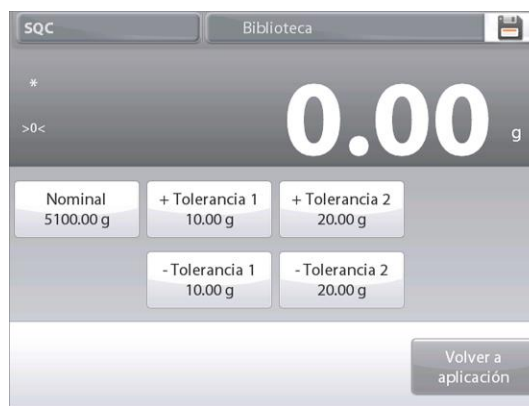 SQC
Biblioteca
*
>0<
0.00 g
Nominal
5100.00 g
+ Tolerancia 1
10.00 g
+ Tolerancia 2
20.00 g
- Tolerancia 1
10.00 g
- Tolerancia 2
20.00 g
Volver a
aplicación